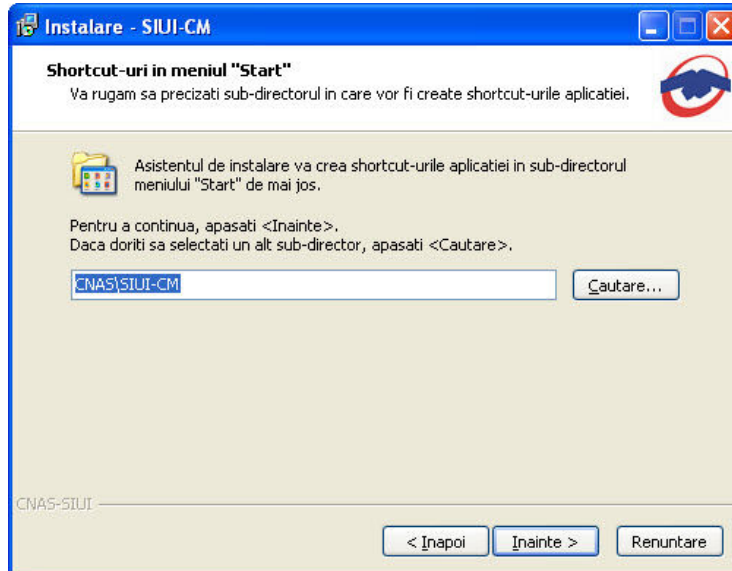 Instalare - SIUI-CM
Shortcut-uri in meniul "Start"
Va rugam sa precizati sub-directorul in care vor fi create shortcut-urile aplicatiei.
Asistentul de instalare va crea shortcut-urile aplicatiei in sub-directorul
meniului "Start" de mai jos.
Pentru a continua, apasati <Inainte>.
Daca doriti sa selectati un alt sub-director, apasati <Cautare>.
CNAS\SIUI-CM
Cautare...
CNAS-SIUI
< Inapoi
Inainte >
Renuntare